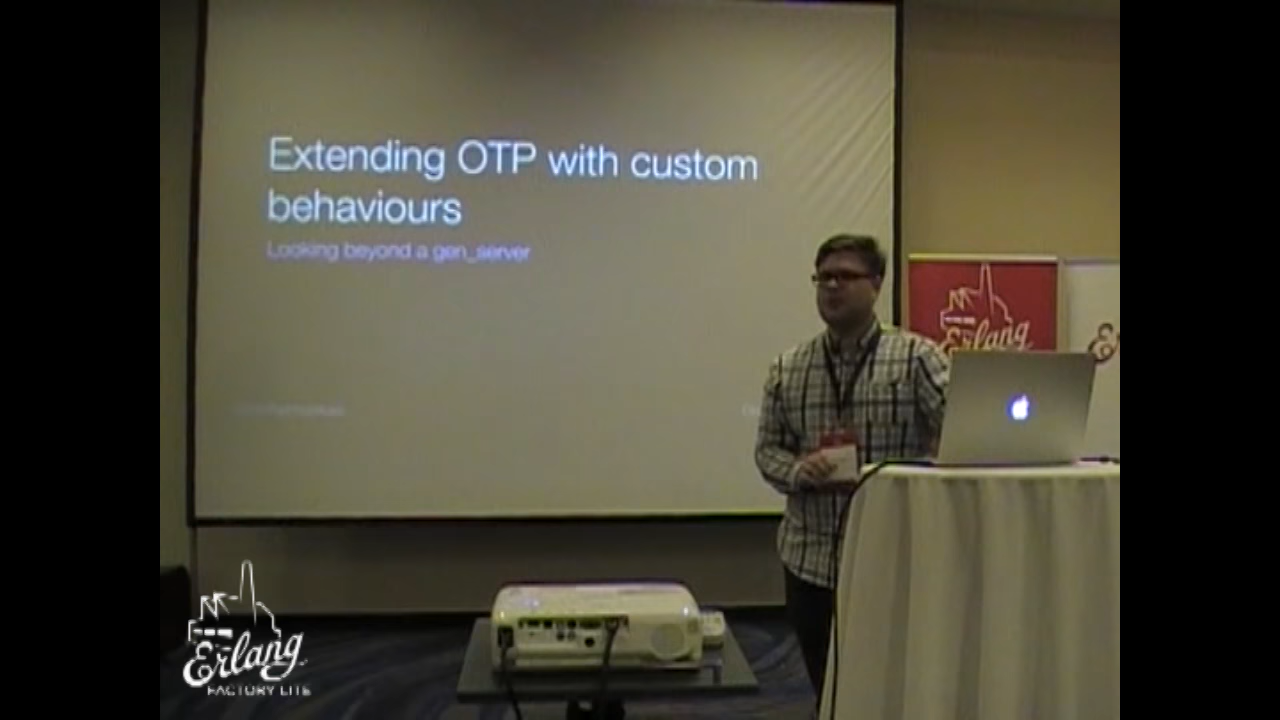 Extending OTP with custom
behaviours
Looking beyond a gen_server
Erlang
Erlang
FACTORY LITE